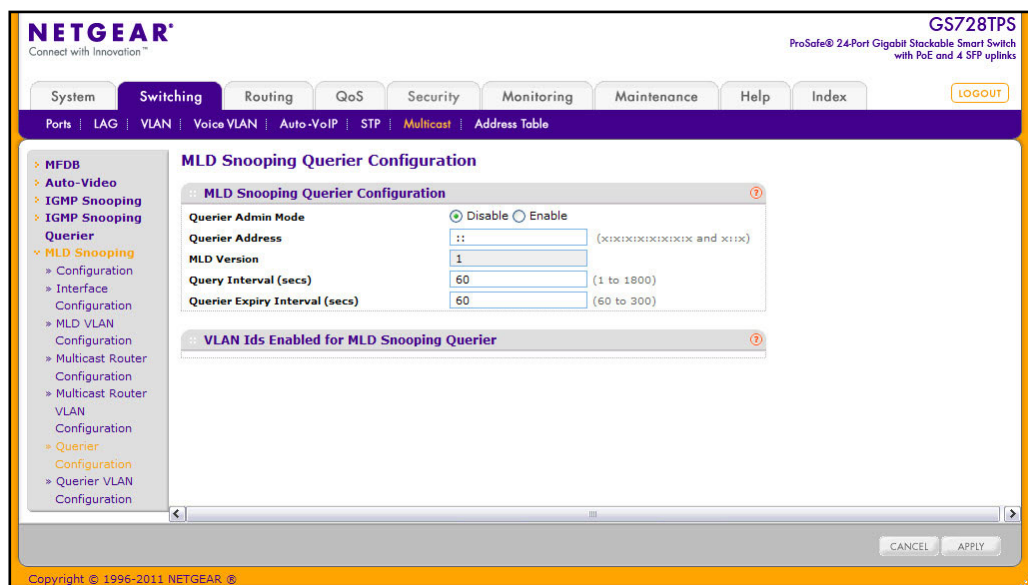 NETGEAR®
Connect with Innovation™
GS728TPS
ProSafe® 24-Port Gigabit Stackable Smart Switch
with PoE and 4 SFP uplinks
System Switching Routing QoS Security Monitoring Maintenance Help Index LOGOUT
Ports LAG VLAN Voice VLAN Auto-VoIP STP Multicast Address Table
MFDB
Auto-Video
IGMP Snooping
IGMP Snooping
Querier
MLD Snooping
» Configuration
» Interface
Configuration
» MLD VLAN
Configuration
» Multicast Router
Configuration
» Multicast Router
VLAN
Configuration
» Querier
Configuration
» Querier VLAN
Configuration
MLD Snooping Querier Configuration
MLD Snooping Querier Configuration ?
Querier Admin Mode Disable Enable
Querier Address :: (x:x:x:x:x:x:x:x and x::x)
MLD Version 1
Query Interval (secs) 60 (1 to 1800)
Querier Expiry Interval (secs) 60 (60 to 300)
VLAN Ids Enabled for MLD Snooping Querier ?
CANCEL APPLY
Copyright © 1996-2011 NETGEAR ®